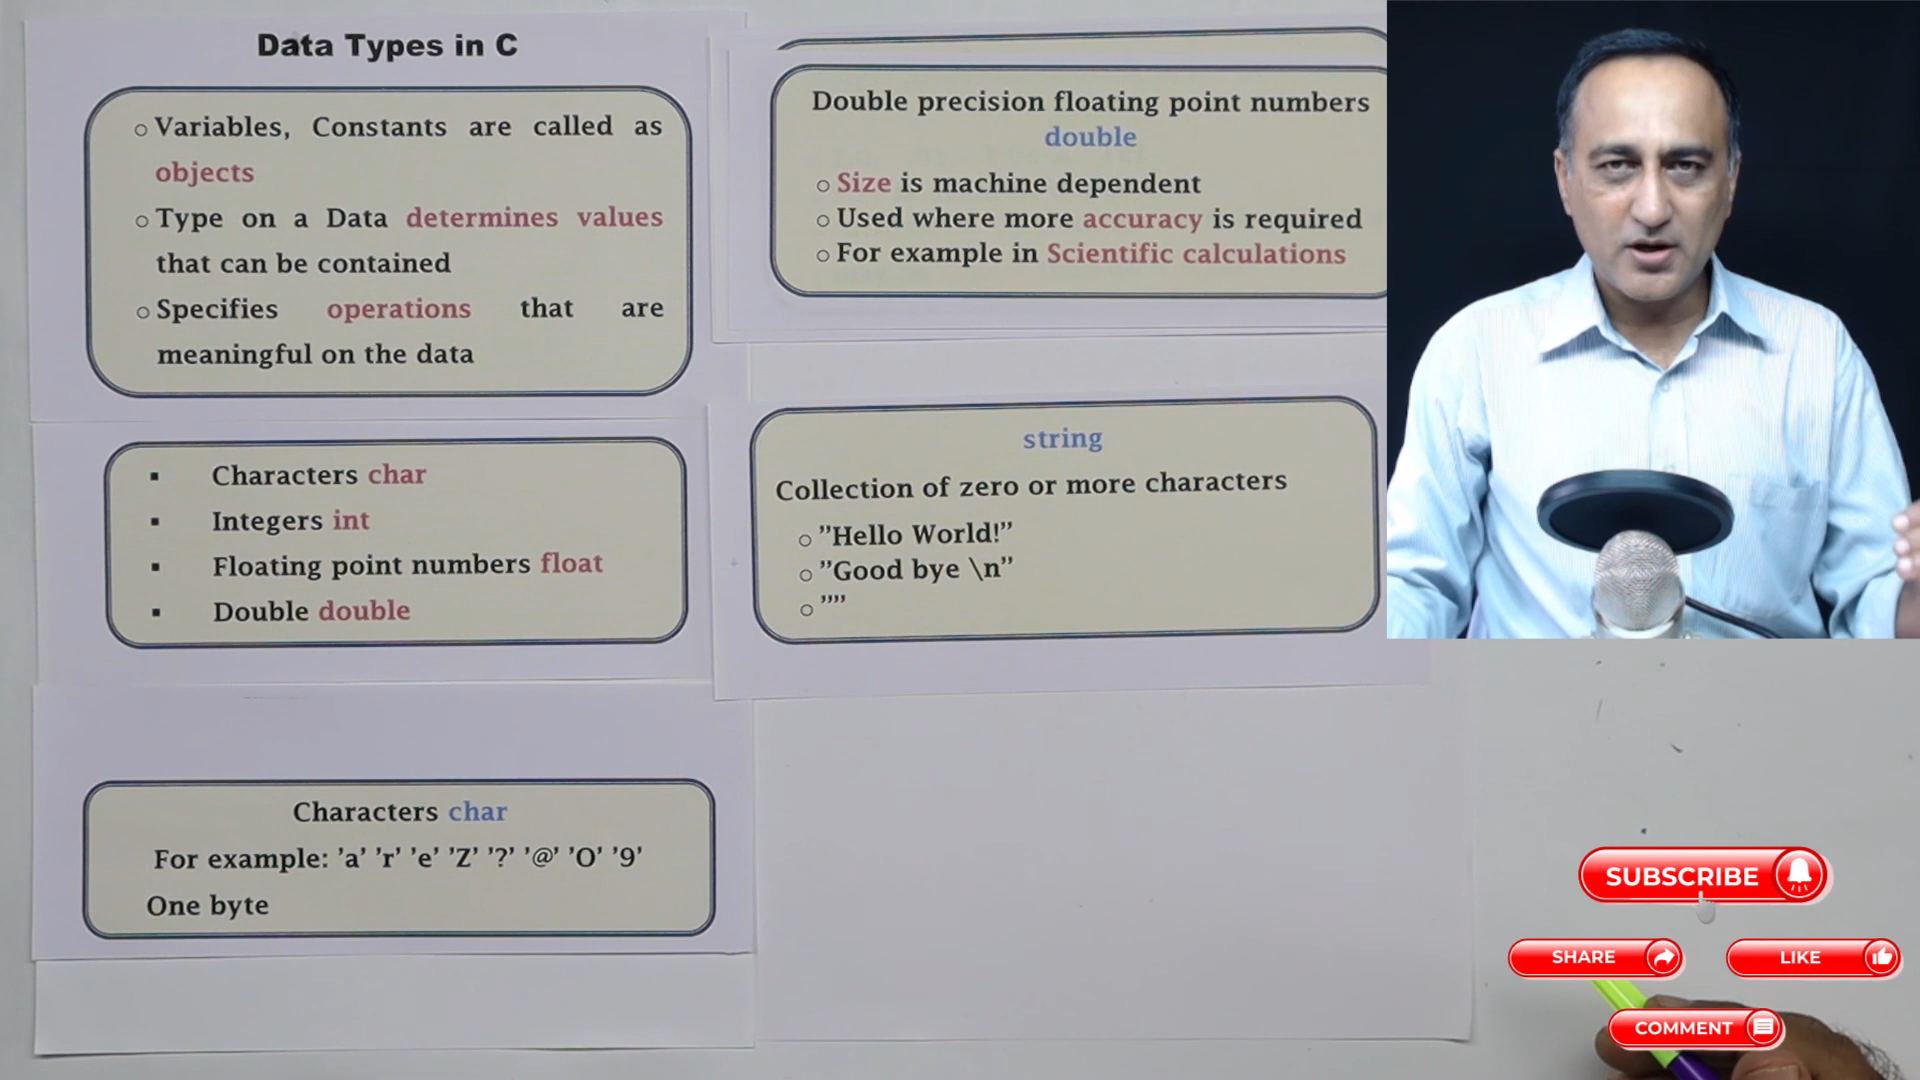 Data Types in C
○ Variables, Constants are called as
objects
○ Type on a Data determines values
that can be contained
○ Specifies operations that are
meaningful on the data
▪ Characters char
▪ Integers int
▪ Floating point numbers float
▪ Double double
Characters char
For example: ’a’ ’r’ ’e’ ’Z’ ’?’ ’@’ ’O’ ’9’
One byte
Double precision floating point numbers
double
○ Size is machine dependent
○ Used where more accuracy is required
○ For example in Scientific calculations
string
Collection of zero or more characters
○ ”Hello World!”
○ ”Good bye \n”
○ ””
SUBSCRIBE
SHARE
LIKE
COMMENT